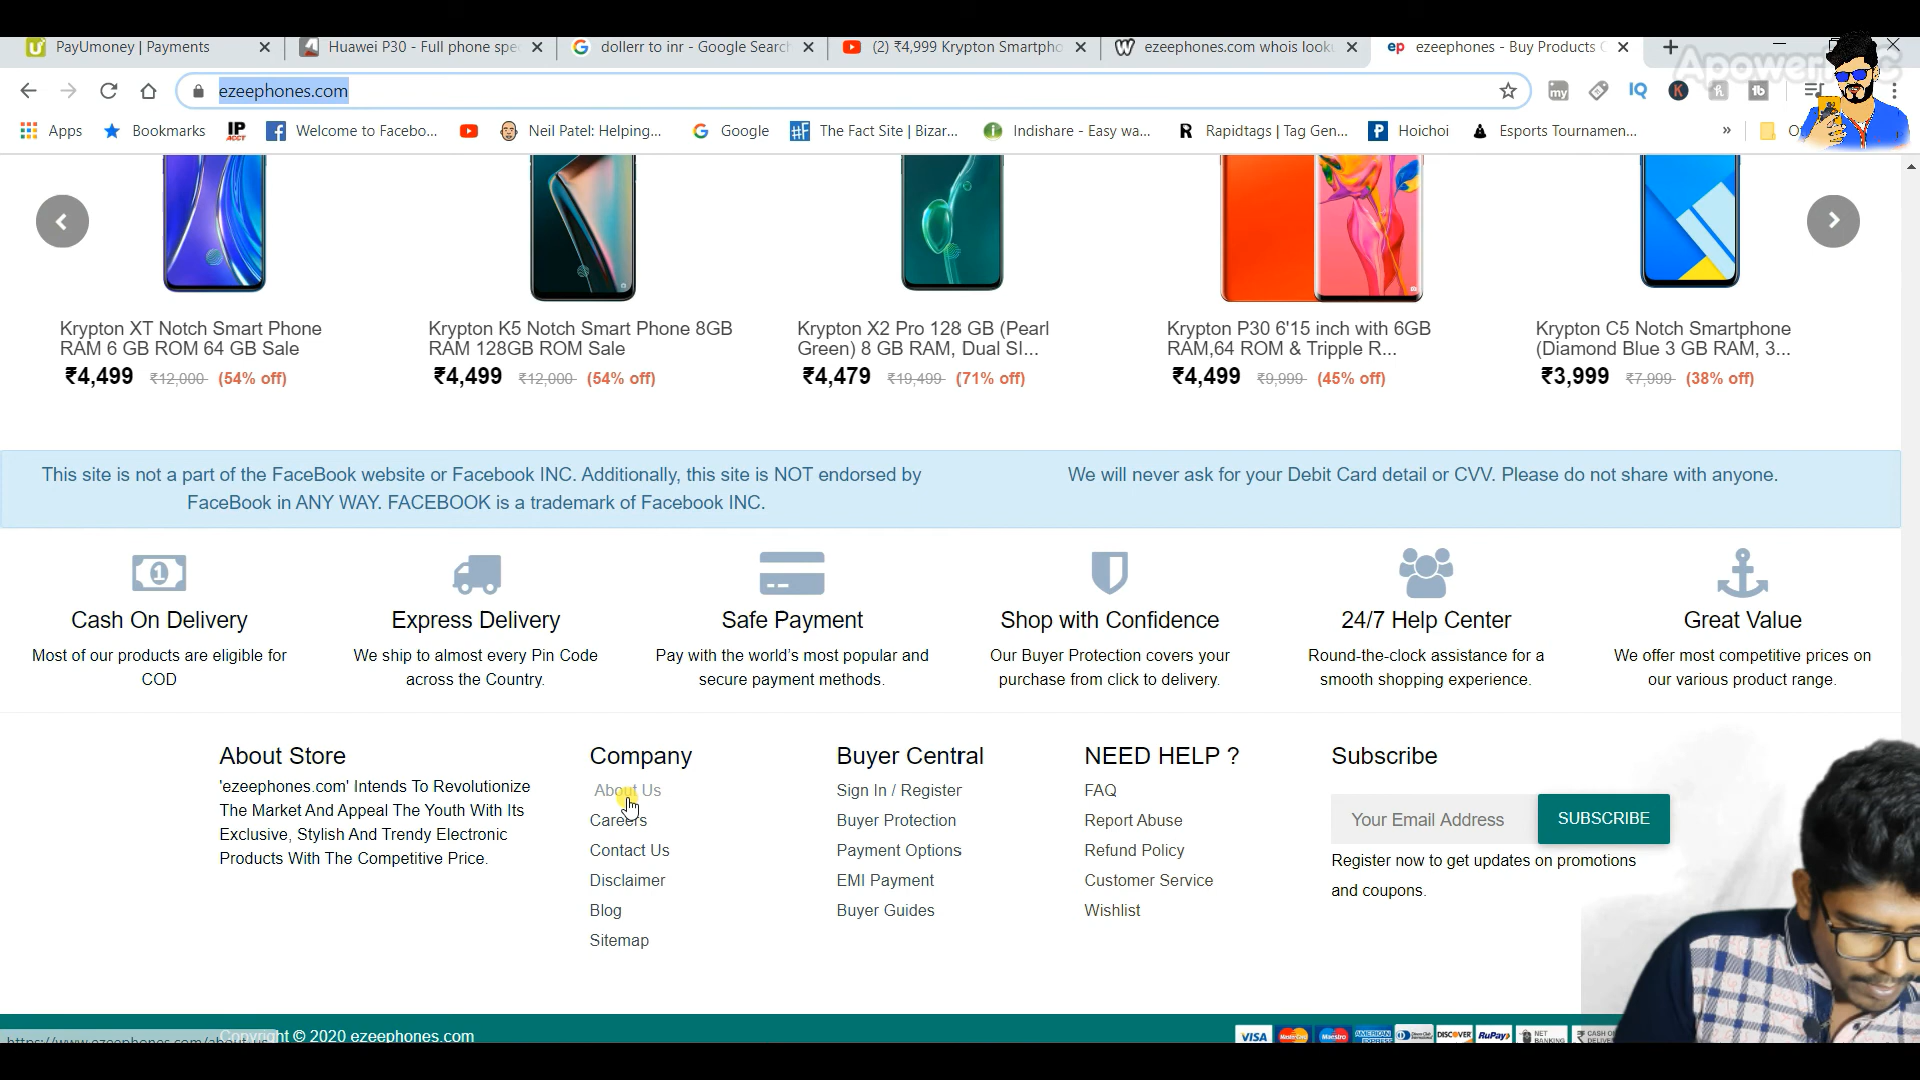 PayUmoney | Payments
Huawei P30 - Full phone spe
dollerr to inr - Google Search
(2) ₹4,999 Krypton Smartpho
ezeephones.com whois look
ep ezeephones - Buy Products
ezeephones.com
Apps
Bookmarks
IP
Welcome to Facebo...
Neil Patel: Helping...
Google
The Fact Site | Bizar...
Indishare - Easy wa...
Rapidtags | Tag Gen...
Hoichoi
Esports Tournamen...
Krypton XT Notch Smart Phone
RAM 6 GB ROM 64 GB Sale
₹4,499 ₹12,000 (54% off)
Krypton K5 Notch Smart Phone 8GB
RAM 128GB ROM Sale
₹4,499 ₹12,000 (54% off)
Krypton X2 Pro 128 GB (Pearl
Green) 8 GB RAM, Dual SI...
₹4,479 ₹19,499 (71% off)
Krypton P30 6'15 inch with 6GB
RAM,64 ROM & Tripple R...
₹4,499 ₹9,999 (45% off)
Krypton C5 Notch Smartphone
(Diamond Blue 3 GB RAM, 3...
₹3,999 ₹7,999 (38% off)
This site is not a part of the FaceBook website or Facebook INC. Additionally, this site is NOT endorsed by
FaceBook in ANY WAY. FACEBOOK is a trademark of Facebook INC.
We will never ask for your Debit Card detail or CVV. Please do not share with anyone.
Cash On Delivery
Most of our products are eligible for
COD
Express Delivery
We ship to almost every Pin Code
across the Country.
Safe Payment
Pay with the world's most popular and
secure payment methods.
Shop with Confidence
Our Buyer Protection covers your
purchase from click to delivery.
24/7 Help Center
Round-the-clock assistance for a
smooth shopping experience.
Great Value
We offer most competitive prices on
our various product range.
About Store
'ezeephones.com' Intends To Revolutionize
The Market And Appeal The Youth With Its
Exclusive, Stylish And Trendy Electronic
Products With The Competitive Price.
Company
About Us
Careers
Contact Us
Disclaimer
Blog
Sitemap
Buyer Central
Sign In / Register
Buyer Protection
Payment Options
EMI Payment
Buyer Guides
NEED HELP ?
FAQ
Report Abuse
Refund Policy
Customer Service
Wishlist
Subscribe
Your Email Address
SUBSCRIBE
Register now to get updates on promotions
and coupons.
Copyright © 2020 ezeephones.com
VISA MasterCard Maestro AMERICAN EXPRESS DISCOVER RuPay NET BANKING